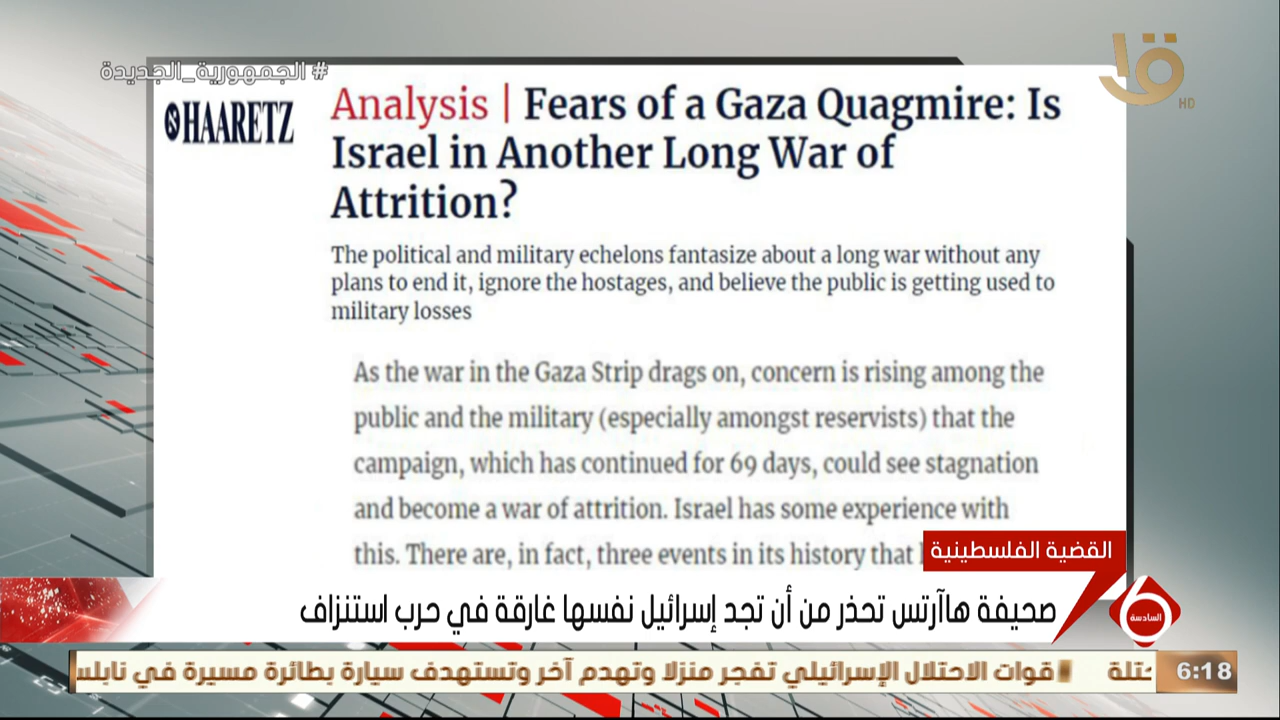 # الجمهورية_الجديدة
HD
HAARETZ
Analysis | Fears of a Gaza Quagmire: Is
Israel in Another Long War of
Attrition?
The political and military echelons fantasize about a long war without any
plans to end it, ignore the hostages, and believe the public is getting used to
military losses
As the war in the Gaza Strip drags on, concern is rising among the
public and the military (especially amongst reservists) that the
campaign, which has continued for 69 days, could see stagnation
and become a war of attrition. Israel has some experience with
this. There are, in fact, three events in its history that
القضية الفلسطينية
صحيفة هاآرتس تحذر من أن تجد إسرائيل نفسها غارقة في حرب استنزاف
السادسة
قوات الاحتلال الإسرائيلي تفجر منزلا وتهدم آخر وتستهدف سيارة بطائرة مسيرة في نابلس
6:18